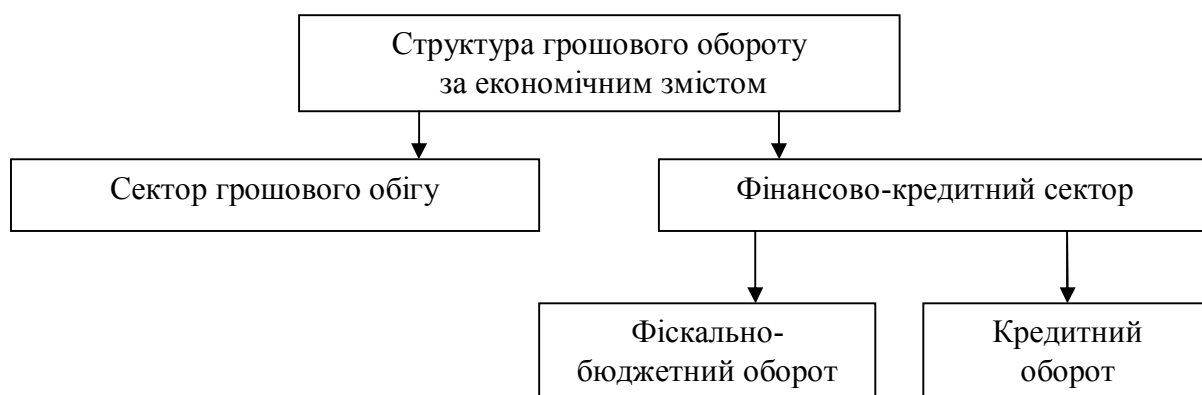 Структура грошового обороту
за економічним змістом
Сектор грошового обігу
Фінансово-кредитний сектор
Фіскально-
бюджетний оборот
Кредитний
оборот